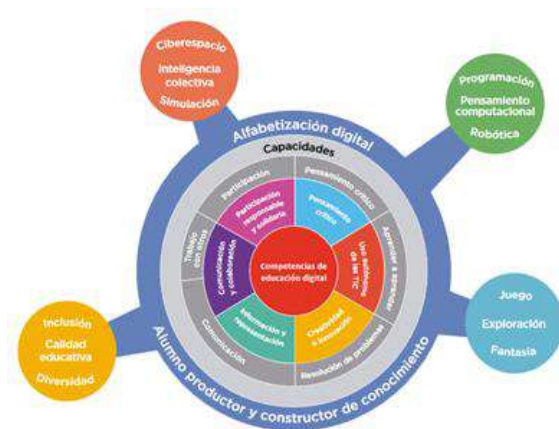 Ciberespacio
Inteligencia
colectiva
Simulación
Programación
Pensamiento
computacional
Robótica
Alfabetización digital
Capacidades
Participación
Pensamiento crítico
Trabajo
con otros
Aprender a aprender
Comunicación
Resolución de problemas
Participación
responsable
y solidaria
Pensamiento
crítico
Comunicación
y colaboración
Uso autónomo
de las TIC
Información y
representación
Creatividad
e innovación
Competencias de
educación digital
Inclusión
Calidad
educativa
Diversidad
Juego
Exploración
Fantasía
Alumno productor y constructor de conocimiento